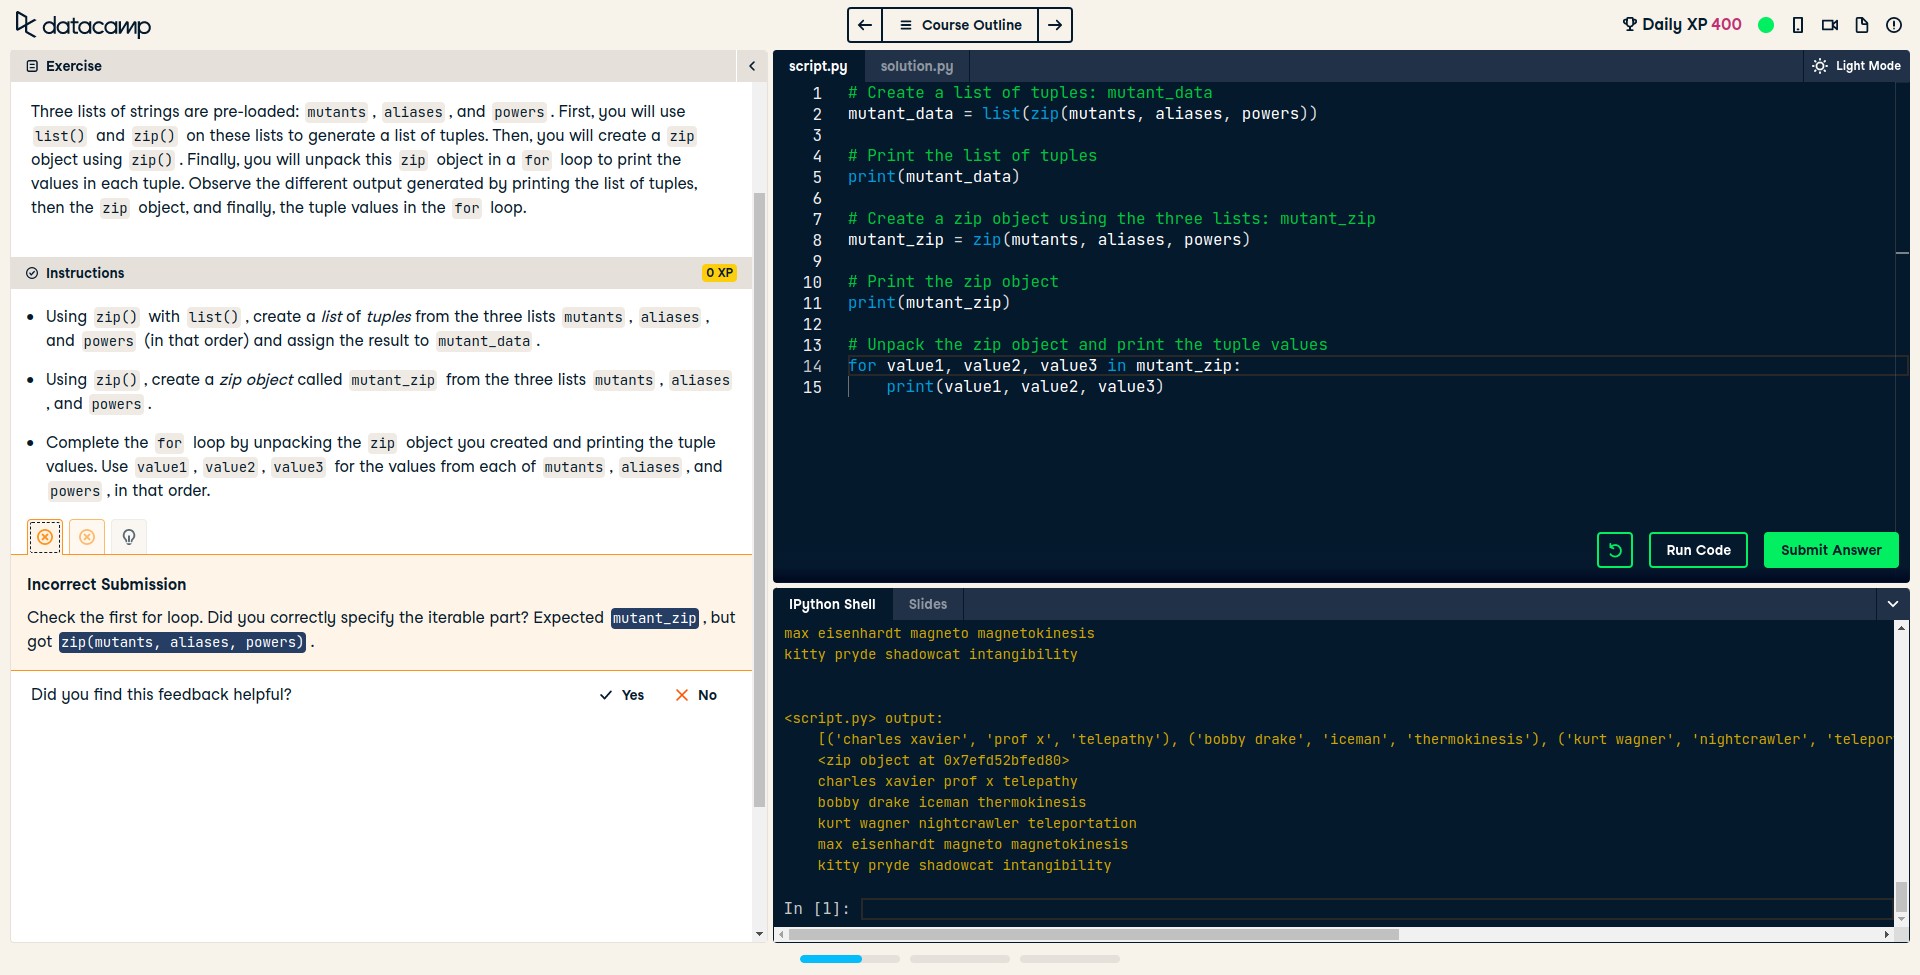 datacamp
Course Outline
Daily XP 400
Exercise
Three lists of strings are pre-loaded: mutants , aliases , and powers . First, you will use
list() and zip() on these lists to generate a list of tuples. Then, you will create a zip
object using zip() . Finally, you will unpack this zip object in a for loop to print the
values in each tuple. Observe the different output generated by printing the list of tuples,
then the zip object, and finally, the tuple values in the for loop.
Instructions
0 XP
• Using zip() with list() , create a list of tuples from the three lists mutants , aliases ,
and powers (in that order) and assign the result to mutant_data .
• Using zip() , create a zip object called mutant_zip from the three lists mutants , aliases
, and powers .
• Complete the for loop by unpacking the zip object you created and printing the tuple
values. Use value1 , value2 , value3 for the values from each of mutants , aliases , and
powers , in that order.
Incorrect Submission
Check the first for loop. Did you correctly specify the iterable part? Expected mutant_zip , but
got zip(mutants, aliases, powers) .
Did you find this feedback helpful?
Yes
No
script.py
solution.py
Light Mode
1 # Create a list of tuples: mutant_data
2 mutant_data = list(zip(mutants, aliases, powers))
3
4 # Print the list of tuples
5 print(mutant_data)
6
7 # Create a zip object using the three lists: mutant_zip
8 mutant_zip = zip(mutants, aliases, powers)
9
10 # Print the zip object
11 print(mutant_zip)
12
13 # Unpack the zip object and print the tuple values
14 for value1, value2, value3 in mutant_zip:
15     print(value1, value2, value3)
Run Code
Submit Answer
IPython Shell
Slides
max eisenhardt magneto magnetokinesis
kitty pryde shadowcat intangibility
<script.py> output:
[('charles xavier', 'prof x', 'telepathy'), ('bobby drake', 'iceman', 'thermokinesis'), ('kurt wagner', 'nightcrawler', 'telepor
<zip object at 0x7efd52bfed80>
charles xavier prof x telepathy
bobby drake iceman thermokinesis
kurt wagner nightcrawler teleportation
max eisenhardt magneto magnetokinesis
kitty pryde shadowcat intangibility
In [1]: